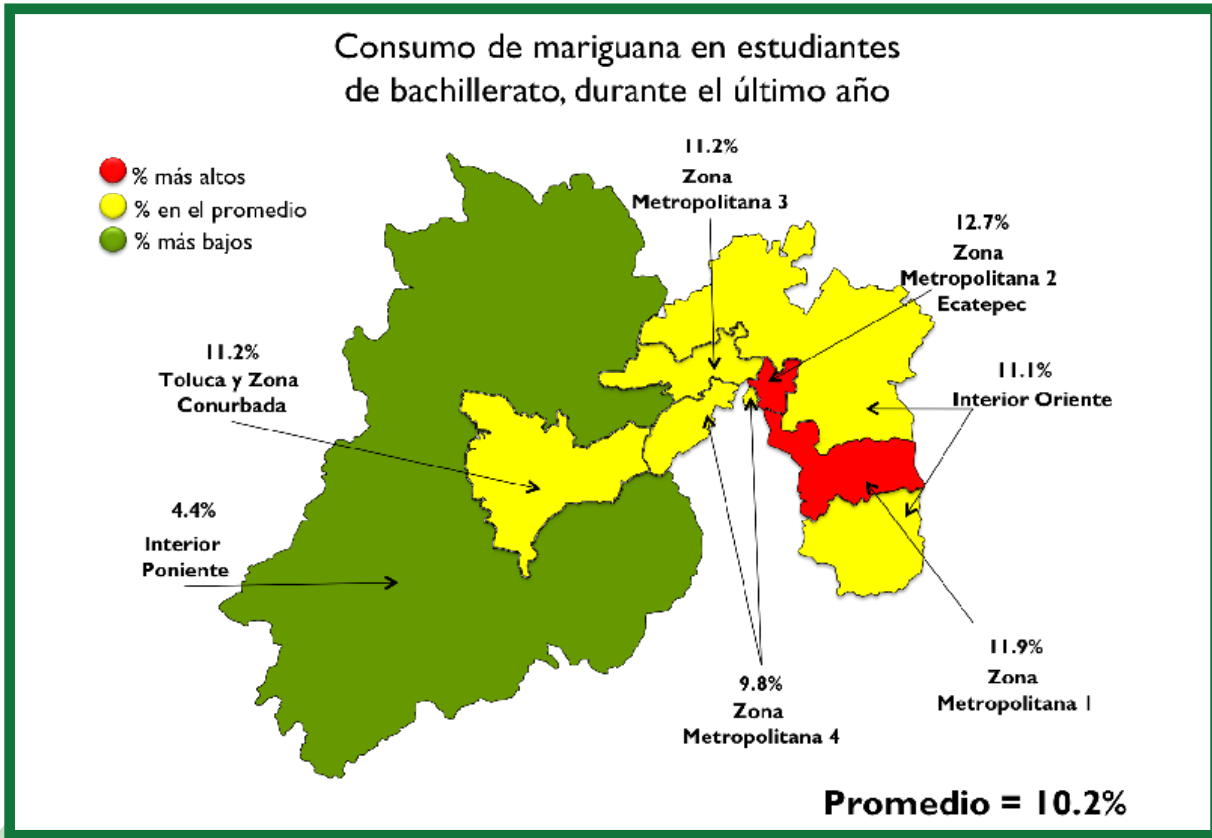 Consumo de mariguana en estudiantes
de bachillerato, durante el último año
% más altos
% en el promedio
% más bajos
11.2%
Zona
Metropolitana 3
12.7%
Zona
Metropolitana 2
Ecatepec
11.2%
Toluca y Zona
Conurbada
11.1%
Interior Oriente
4.4%
Interior
Poniente
9.8%
Zona
Metropolitana 4
11.9%
Zona
Metropolitana 1
Promedio = 10.2%